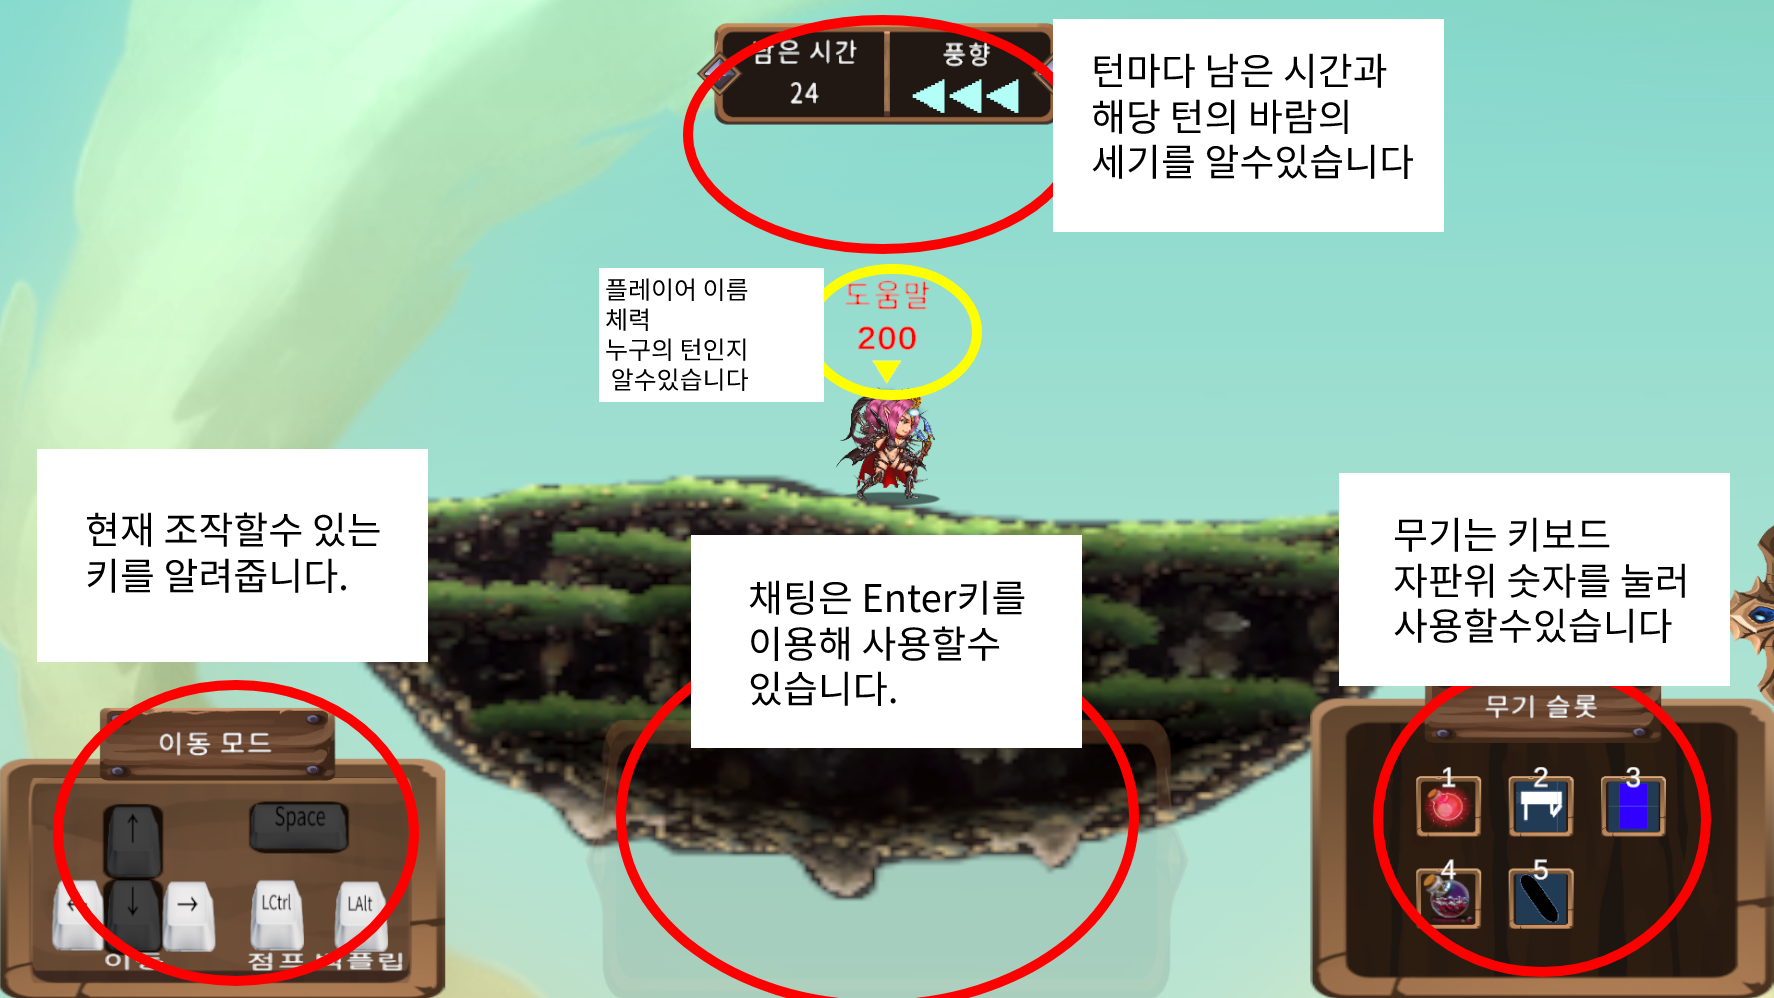 남은 시간
24
풍향
턴마다 남은 시간과
해당 턴의 바람의
세기를 알수있습니다
플레이어 이름
체력
누구의 턴인지
알수있습니다
도움말
200
현재 조작할수 있는
키를 알려줍니다.
채팅은 Enter키를
이용해 사용할수
있습니다.
무기는 키보드
자판위 숫자를 눌러
사용할수있습니다
이동 모드
↑
Space
← ↓ →
LCtrl
LAlt
이동
점프 백플립
무기 슬롯
1 2 3
4 5